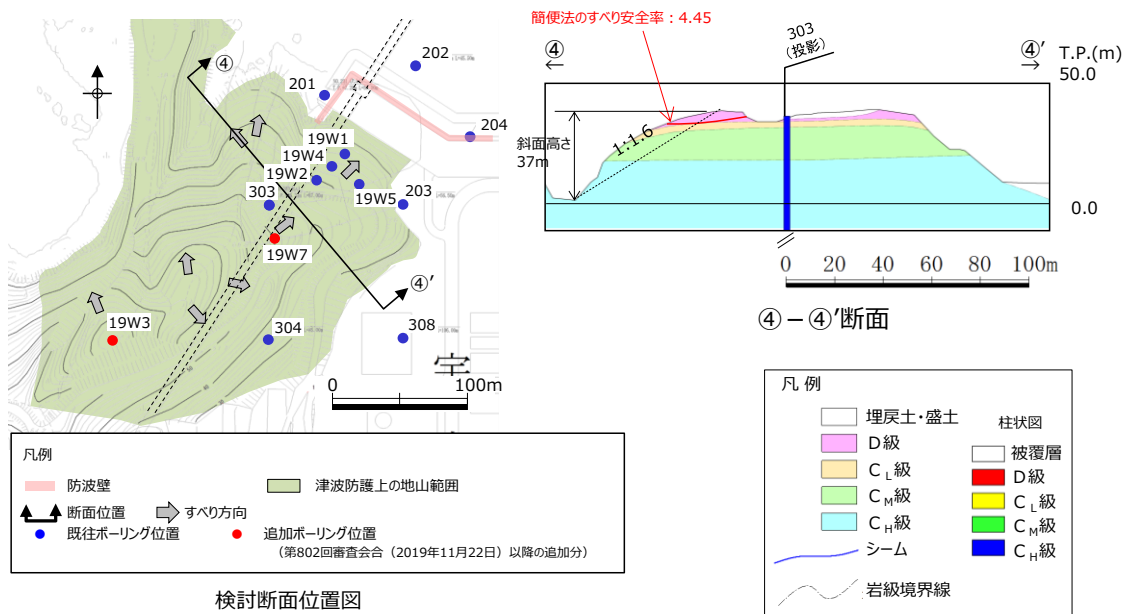 ④
202
201
204
19W1
19W4
19W2
303
19W5
203
19W7
④’
19W3
304
308
0 100m
簡便法のすべり安全率：4.45
303
(投影)
④ ④’ T.P.(m)
50.0
斜面高さ
37m
1:1.6
0.0
0 20 40 60 80 100m
④－④’断面
凡例
防波壁
津波防護上の地山範囲
断面位置
すべり方向
既往ボーリング位置
追加ボーリング位置
（第802回審査会合（2019年11月22日）以降の追加分）
検討断面位置図
凡 例
埋戻土・盛土
D級
CL級
CM級
CH級
シーム
岩級境界線
柱状図
被覆層
D級
CL級
CM級
CH級